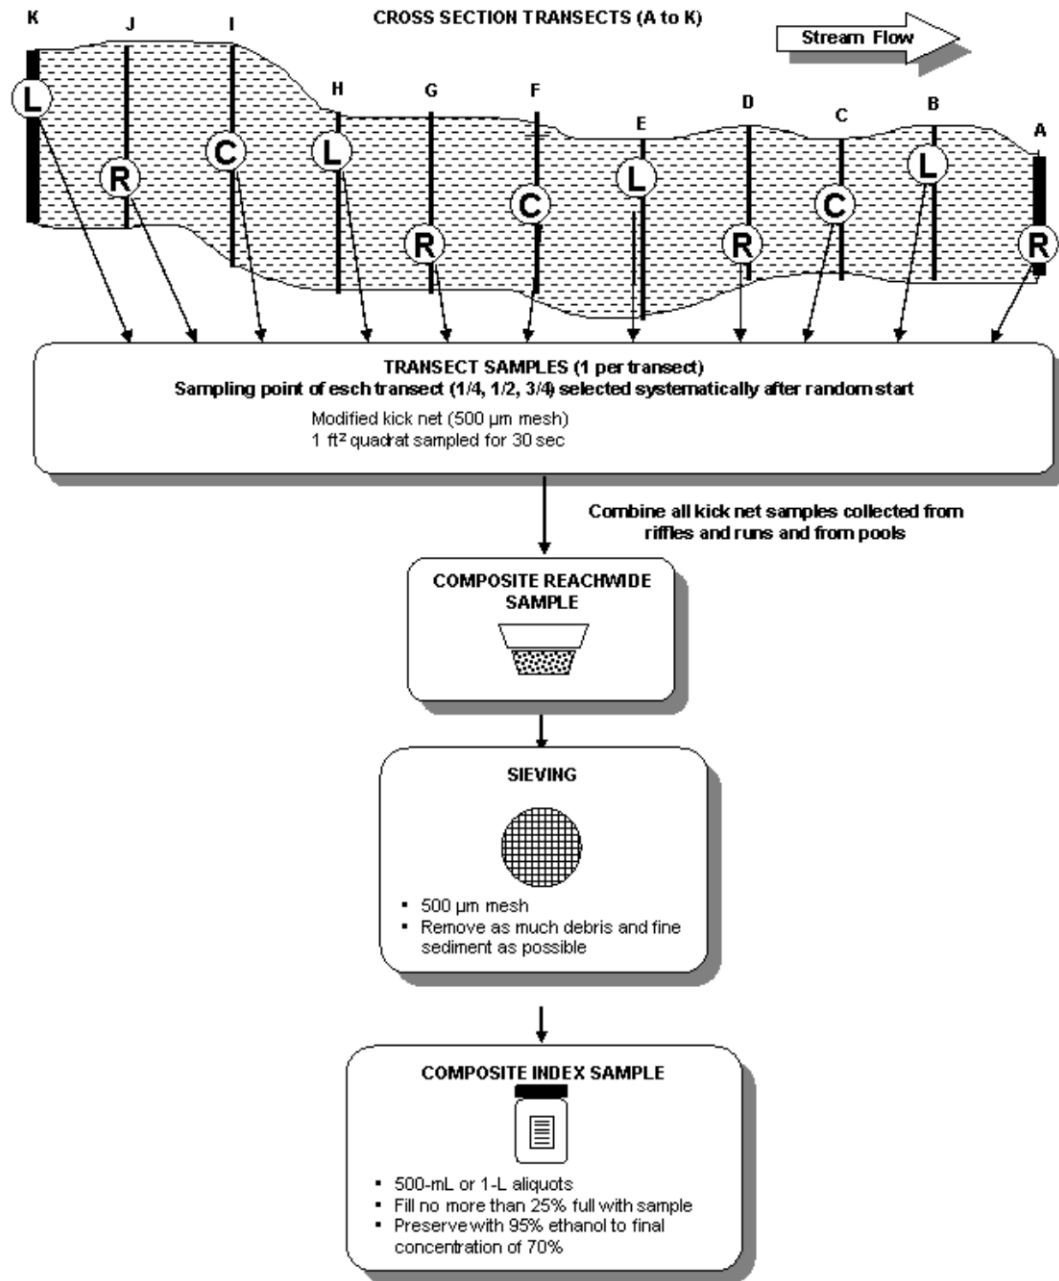 CROSS SECTION TRANSECTS (A to K)
Stream Flow
K
J
I
H
G
F
E
D
C
B
A
L
R
C
L
R
C
L
R
C
L
R
TRANSECT SAMPLES (1 per transect)
Sampling point of esch transect (1/4, 1/2, 3/4) selected systematically after random start
Modified kick net (500 µm mesh)
1 ft² quadrat sampled for 30 sec
Combine all kick net samples collected from
riffles and runs and from pools
COMPOSITE REACHWIDE
SAMPLE
SIEVING
▪ 500 µm mesh
▪ Remove as much debris and fine
sediment as possible
COMPOSITE INDEX SAMPLE
▪ 500-mL or 1-L aliquots
▪ Fill no more than 25% full with sample
▪ Preserve with 95% ethanol to final
concentration of 70%